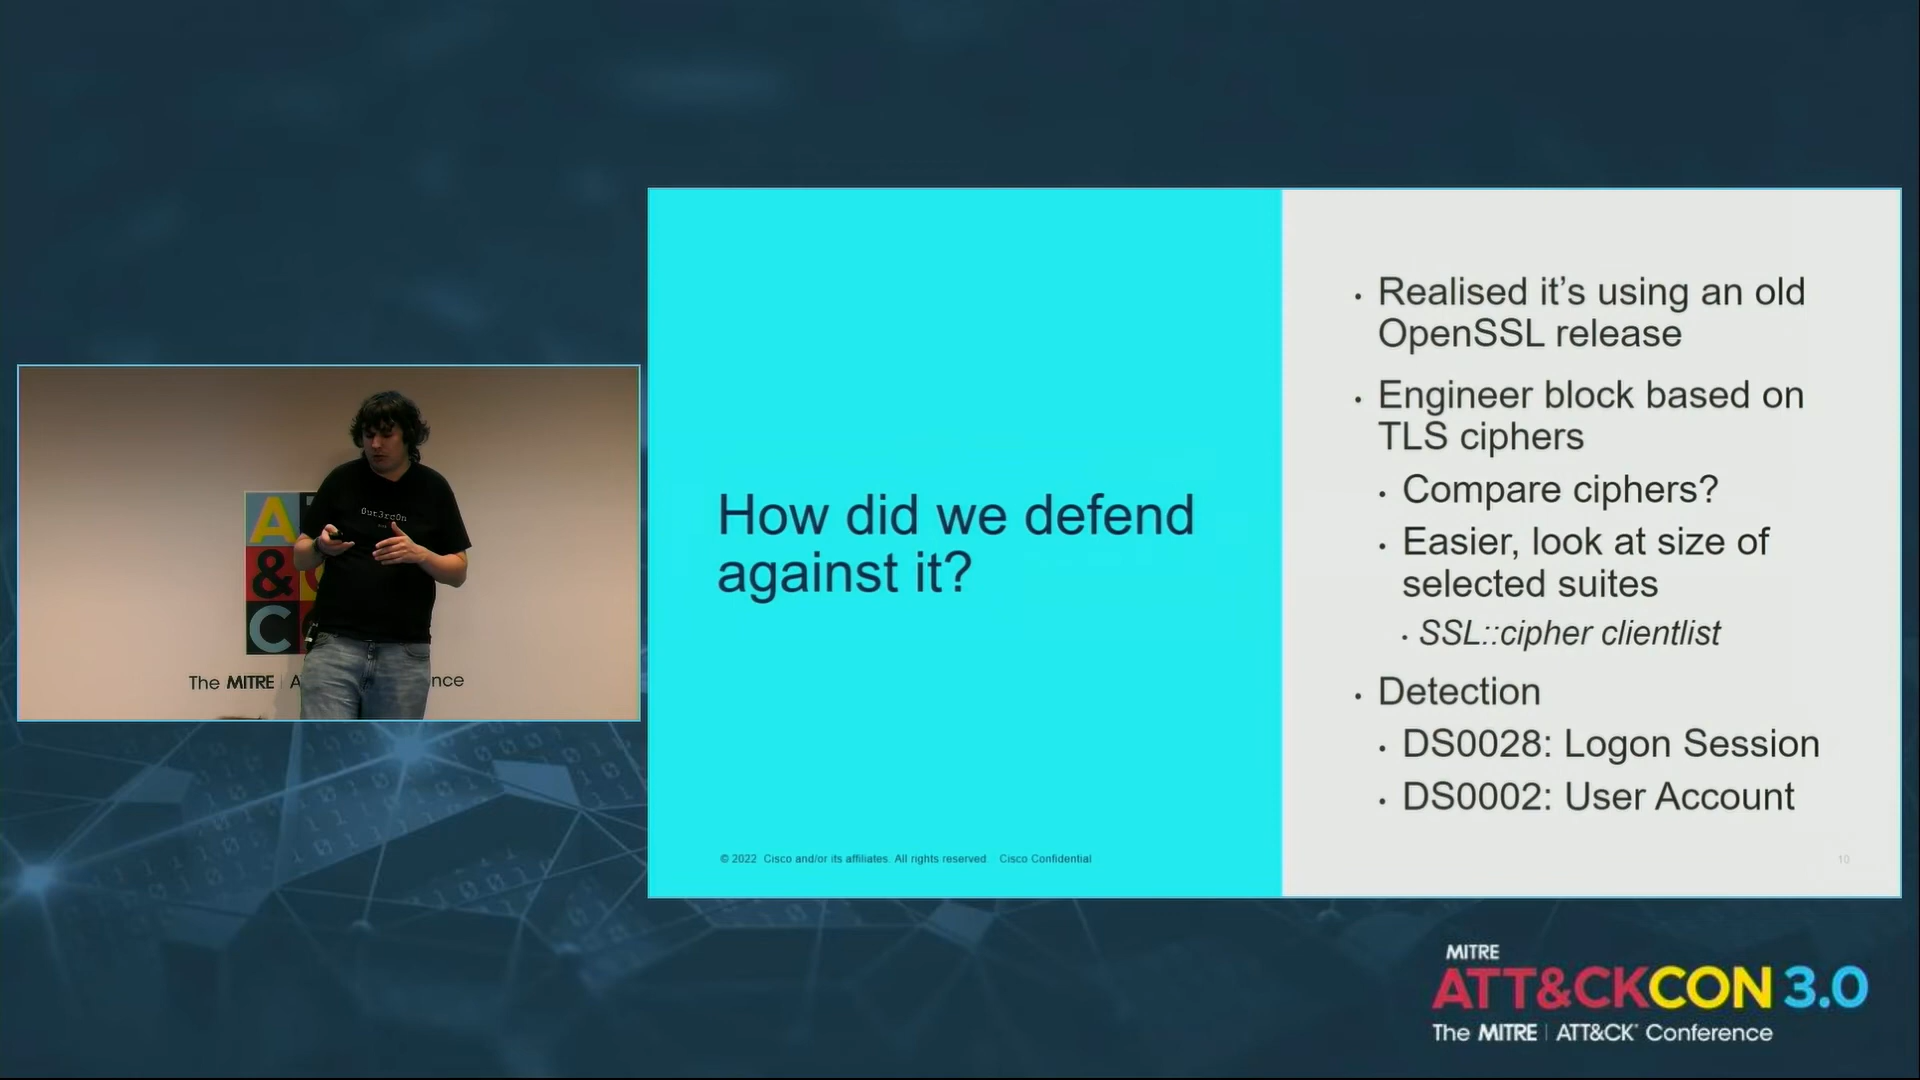 How did we defend
against it?
© 2022 Cisco and/or its affiliates. All rights reserved. Cisco Confidential
• Realised it's using an old
OpenSSL release
• Engineer block based on
TLS ciphers
• Compare ciphers?
• Easier, look at size of
selected suites
• SSL::cipher clientlist
• Detection
• DS0028: Logon Session
• DS0002: User Account
10
0ur3rc0n
A
&
C
The MITRE | A nce
MITRE
ATT&CKCON 3.0
The MITRE | ATT&CK® Conference